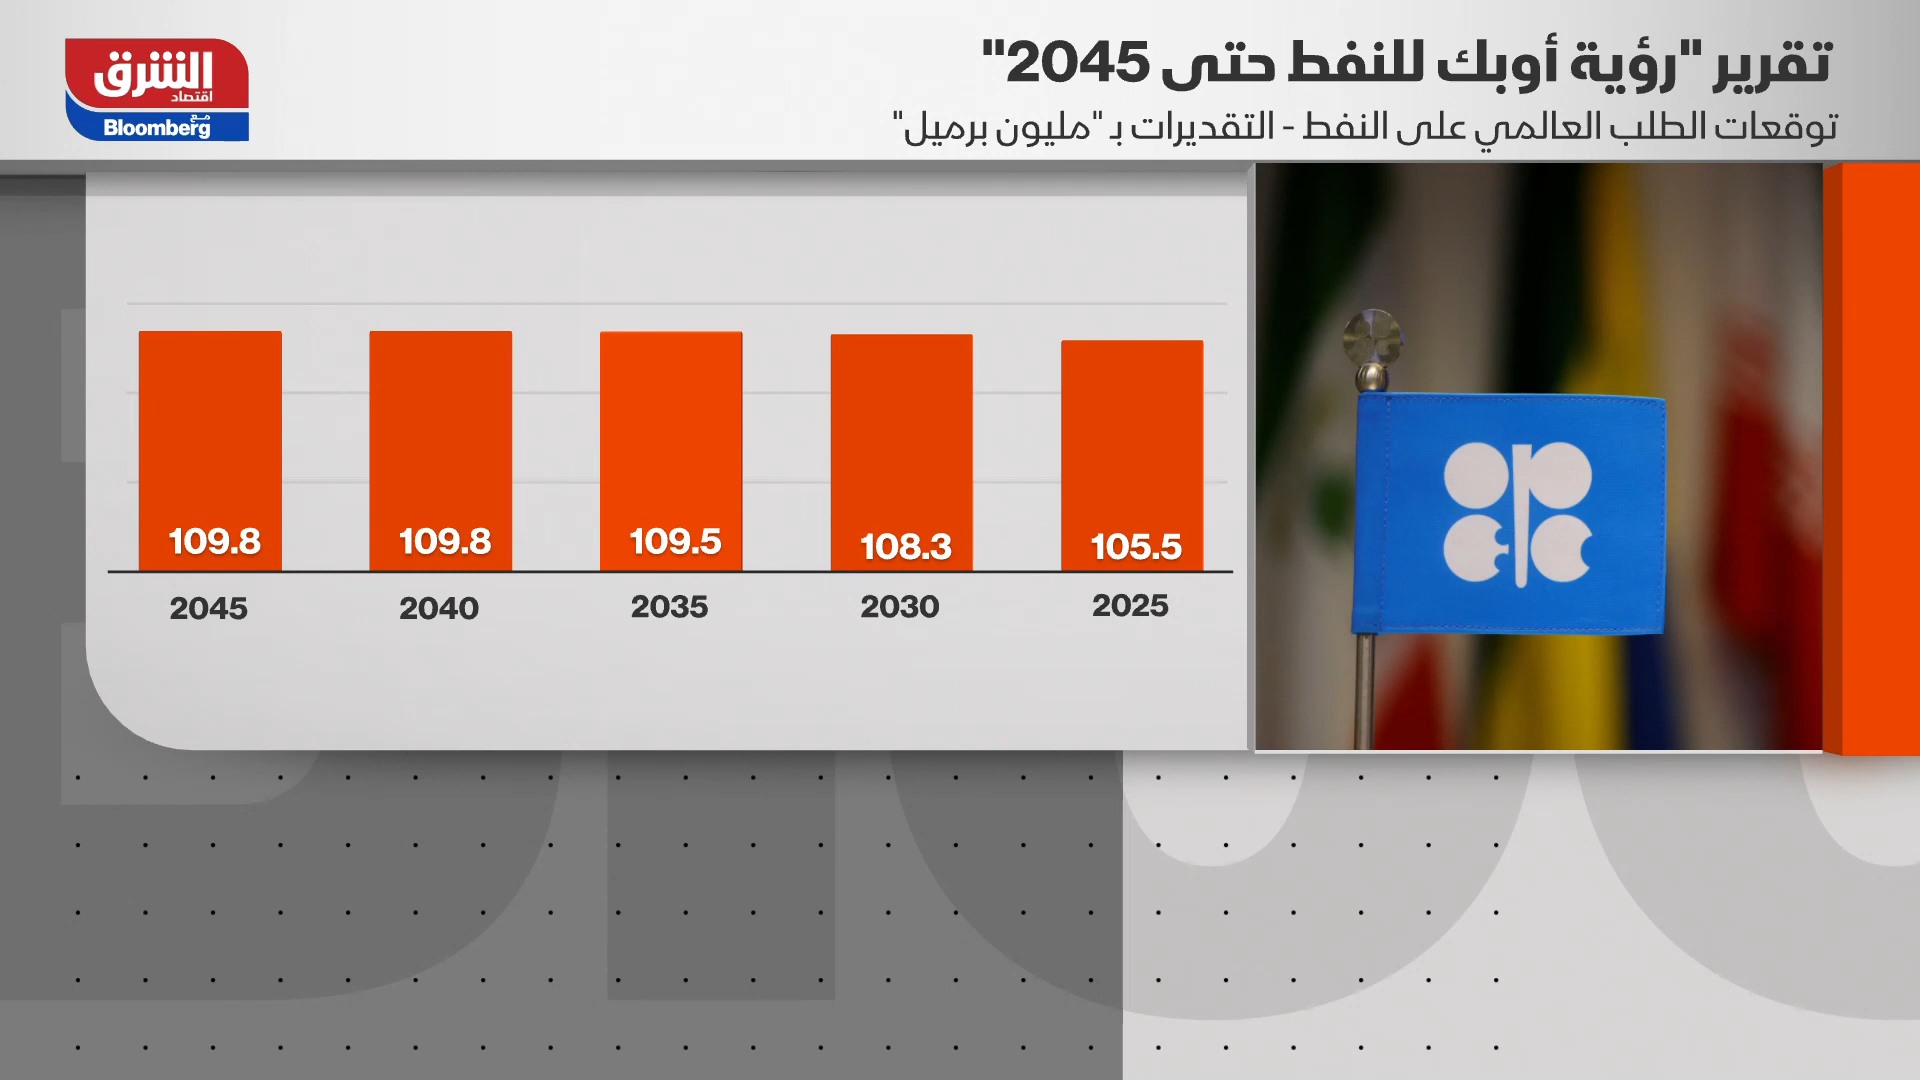 تقرير "رؤية أوبك للنفط حتى 2045"
توقعات الطلب العالمي على النفط - التقديرات بـ "مليون برميل"
الشرق
اقتصاد
مع
Bloomberg
105.5
108.3
109.5
109.8
109.8
2025
2030
2035
2040
2045